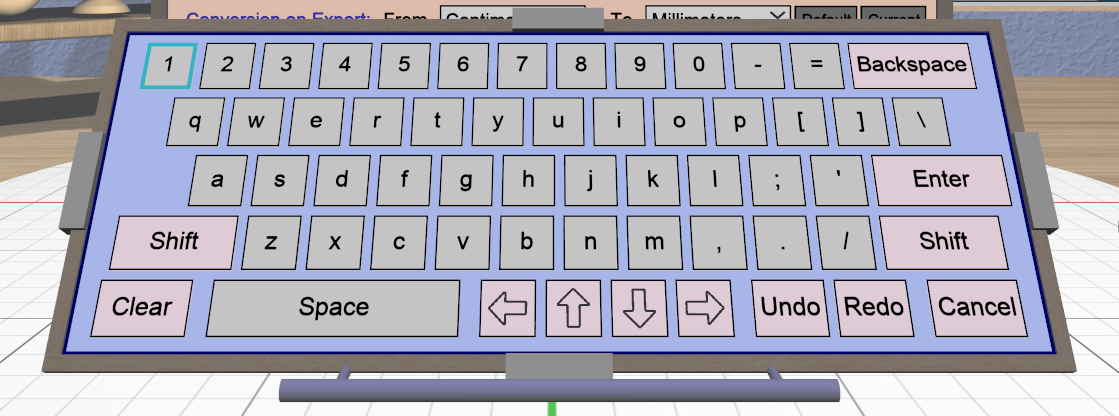 Conversion on Export: From To Millimeters Default Current
1 2 3 4 5 6 7 8 9 0 - = Backspace
q w e r t y u i o p [ ] \
a s d f g h j k l ; ' Enter
Shift z x c v b n m , . / Shift
Clear Space Undo Redo Cancel